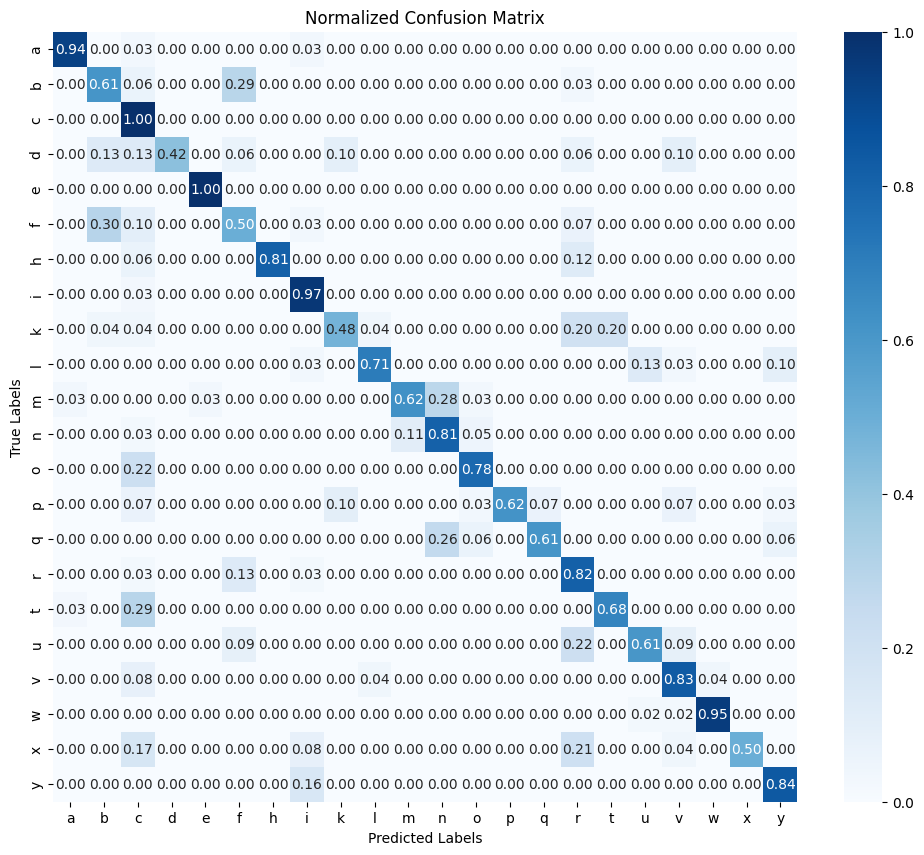 Normalized Confusion Matrix
True Labels
a 0.94 0.00 0.03 0.00 0.00 0.00 0.00 0.03 0.00 0.00 0.00 0.00 0.00 0.00 0.00 0.00 0.00 0.00 0.00 0.00 0.00 0.00
b 0.00 0.61 0.06 0.00 0.00 0.29 0.00 0.00 0.00 0.00 0.00 0.00 0.00 0.00 0.00 0.03 0.00 0.00 0.00 0.00 0.00 0.00
c 0.00 0.00 1.00 0.00 0.00 0.00 0.00 0.00 0.00 0.00 0.00 0.00 0.00 0.00 0.00 0.00 0.00 0.00 0.00 0.00 0.00 0.00
d 0.00 0.13 0.13 0.42 0.00 0.06 0.00 0.00 0.10 0.00 0.00 0.00 0.00 0.00 0.00 0.06 0.00 0.00 0.10 0.00 0.00 0.00
e 0.00 0.00 0.00 0.00 1.00 0.00 0.00 0.00 0.00 0.00 0.00 0.00 0.00 0.00 0.00 0.00 0.00 0.00 0.00 0.00 0.00 0.00
f 0.00 0.30 0.10 0.00 0.00 0.50 0.00 0.03 0.00 0.00 0.00 0.00 0.00 0.00 0.00 0.07 0.00 0.00 0.00 0.00 0.00 0.00
h 0.00 0.00 0.06 0.00 0.00 0.00 0.81 0.00 0.00 0.00 0.00 0.00 0.00 0.00 0.00 0.12 0.00 0.00 0.00 0.00 0.00 0.00
i 0.00 0.00 0.03 0.00 0.00 0.00 0.00 0.97 0.00 0.00 0.00 0.00 0.00 0.00 0.00 0.00 0.00 0.00 0.00 0.00 0.00 0.00
k 0.00 0.04 0.04 0.00 0.00 0.00 0.00 0.00 0.48 0.04 0.00 0.00 0.00 0.00 0.00 0.20 0.20 0.00 0.00 0.00 0.00 0.00
l 0.00 0.00 0.00 0.00 0.00 0.00 0.00 0.03 0.00 0.71 0.00 0.00 0.00 0.00 0.00 0.00 0.00 0.13 0.03 0.00 0.00 0.10
m 0.03 0.00 0.00 0.00 0.03 0.00 0.00 0.00 0.00 0.00 0.62 0.28 0.03 0.00 0.00 0.00 0.00 0.00 0.00 0.00 0.00 0.00
n 0.00 0.00 0.03 0.00 0.00 0.00 0.00 0.00 0.00 0.00 0.11 0.81 0.05 0.00 0.00 0.00 0.00 0.00 0.00 0.00 0.00 0.00
o 0.00 0.00 0.22 0.00 0.00 0.00 0.00 0.00 0.00 0.00 0.00 0.00 0.78 0.00 0.00 0.00 0.00 0.00 0.00 0.00 0.00 0.00
p 0.00 0.00 0.07 0.00 0.00 0.00 0.00 0.00 0.10 0.00 0.00 0.00 0.03 0.62 0.07 0.00 0.00 0.00 0.07 0.00 0.00 0.03
q 0.00 0.00 0.00 0.00 0.00 0.00 0.00 0.00 0.00 0.00 0.00 0.26 0.06 0.00 0.61 0.00 0.00 0.00 0.00 0.00 0.00 0.06
r 0.00 0.00 0.03 0.00 0.00 0.13 0.00 0.03 0.00 0.00 0.00 0.00 0.00 0.00 0.00 0.82 0.00 0.00 0.00 0.00 0.00 0.00
t 0.03 0.00 0.29 0.00 0.00 0.00 0.00 0.00 0.00 0.00 0.00 0.00 0.00 0.00 0.00 0.00 0.68 0.00 0.00 0.00 0.00 0.00
u 0.00 0.00 0.00 0.00 0.00 0.09 0.00 0.00 0.00 0.00 0.00 0.00 0.00 0.00 0.00 0.22 0.00 0.61 0.09 0.00 0.00 0.00
v 0.00 0.00 0.08 0.00 0.00 0.00 0.00 0.00 0.00 0.04 0.00 0.00 0.00 0.00 0.00 0.00 0.00 0.00 0.83 0.04 0.00 0.00
w 0.00 0.00 0.00 0.00 0.00 0.00 0.00 0.00 0.00 0.00 0.00 0.00 0.00 0.00 0.00 0.00 0.00 0.02 0.02 0.95 0.00 0.00
x 0.00 0.00 0.17 0.00 0.00 0.00 0.00 0.08 0.00 0.00 0.00 0.00 0.00 0.00 0.00 0.21 0.00 0.00 0.04 0.00 0.50 0.00
y 0.00 0.00 0.00 0.00 0.00 0.00 0.00 0.16 0.00 0.00 0.00 0.00 0.00 0.00 0.00 0.00 0.00 0.00 0.00 0.00 0.00 0.84
a b c d e f h i k l m n o p q r t u v w x y
Predicted Labels
1.0
0.8
0.6
0.4
0.2
0.0